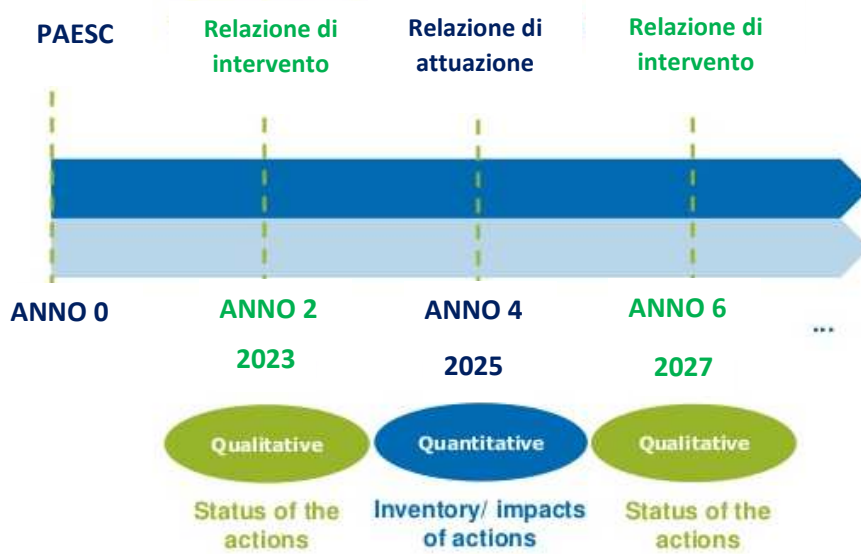 PAESC
Relazione di
intervento
Relazione di
attuazione
Relazione di
intervento
ANNO 0
ANNO 2
ANNO 4
ANNO 6
...
2023
2025
2027
Qualitative
Quantitative
Qualitative
Status of the
actions
Inventory/ impacts
of actions
Status of the
actions